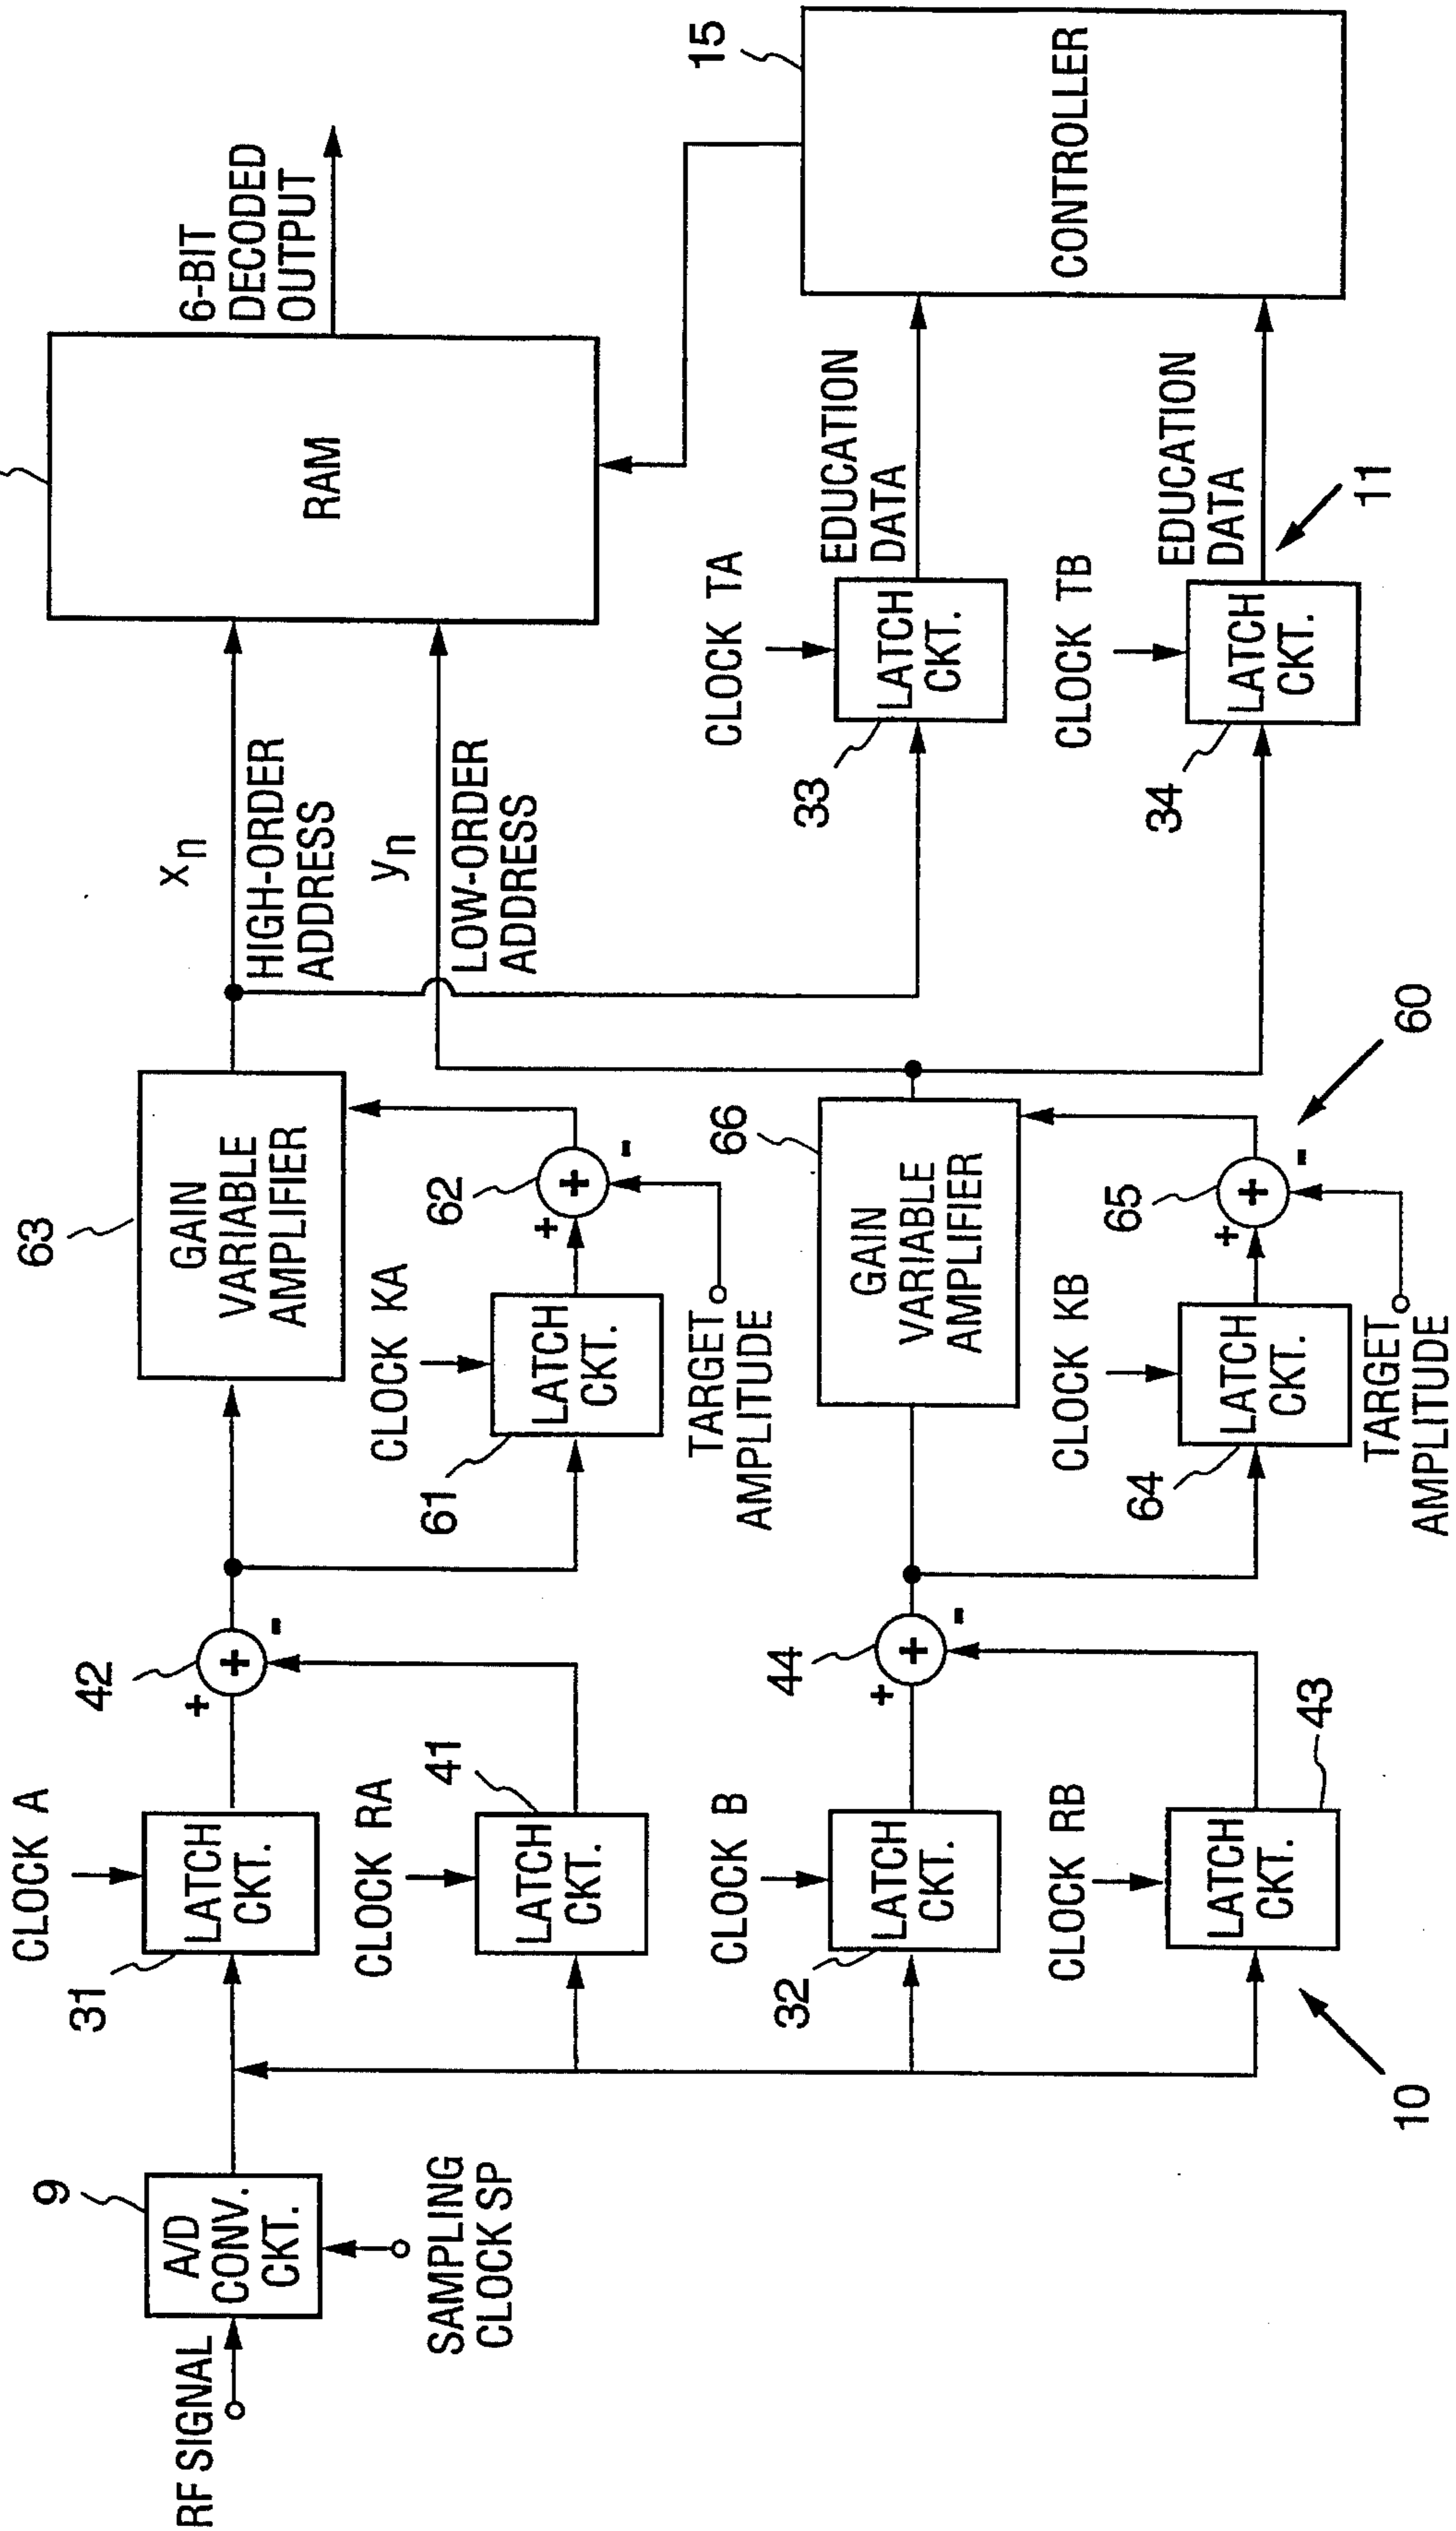 RF SIGNAL
9
A/D
CONV.
CKT.
SAMPLING
CLOCK SP
10
CLOCK A
31
LATCH
CKT.
CLOCK RA
41
LATCH
CKT.
CLOCK B
32
LATCH
CKT.
CLOCK RB
43
LATCH
CKT.
42
+
+
-
44
+
+
-
63
GAIN
VARIABLE
AMPLIFIER
CLOCK KA
61
LATCH
CKT.
62
+
+
-
TARGET
AMPLITUDE
66
GAIN
VARIABLE
AMPLIFIER
CLOCK KB
64
LATCH
CKT.
65
+
+
-
TARGET
AMPLITUDE
60
xn
HIGH-ORDER
ADDRESS
yn
LOW-ORDER
ADDRESS
RAM
6-BIT
DECODED
OUTPUT
CLOCK TA
33
LATCH
CKT.
EDUCATION
DATA
CLOCK TB
34
LATCH
CKT.
EDUCATION
DATA
11
15
CONTROLLER